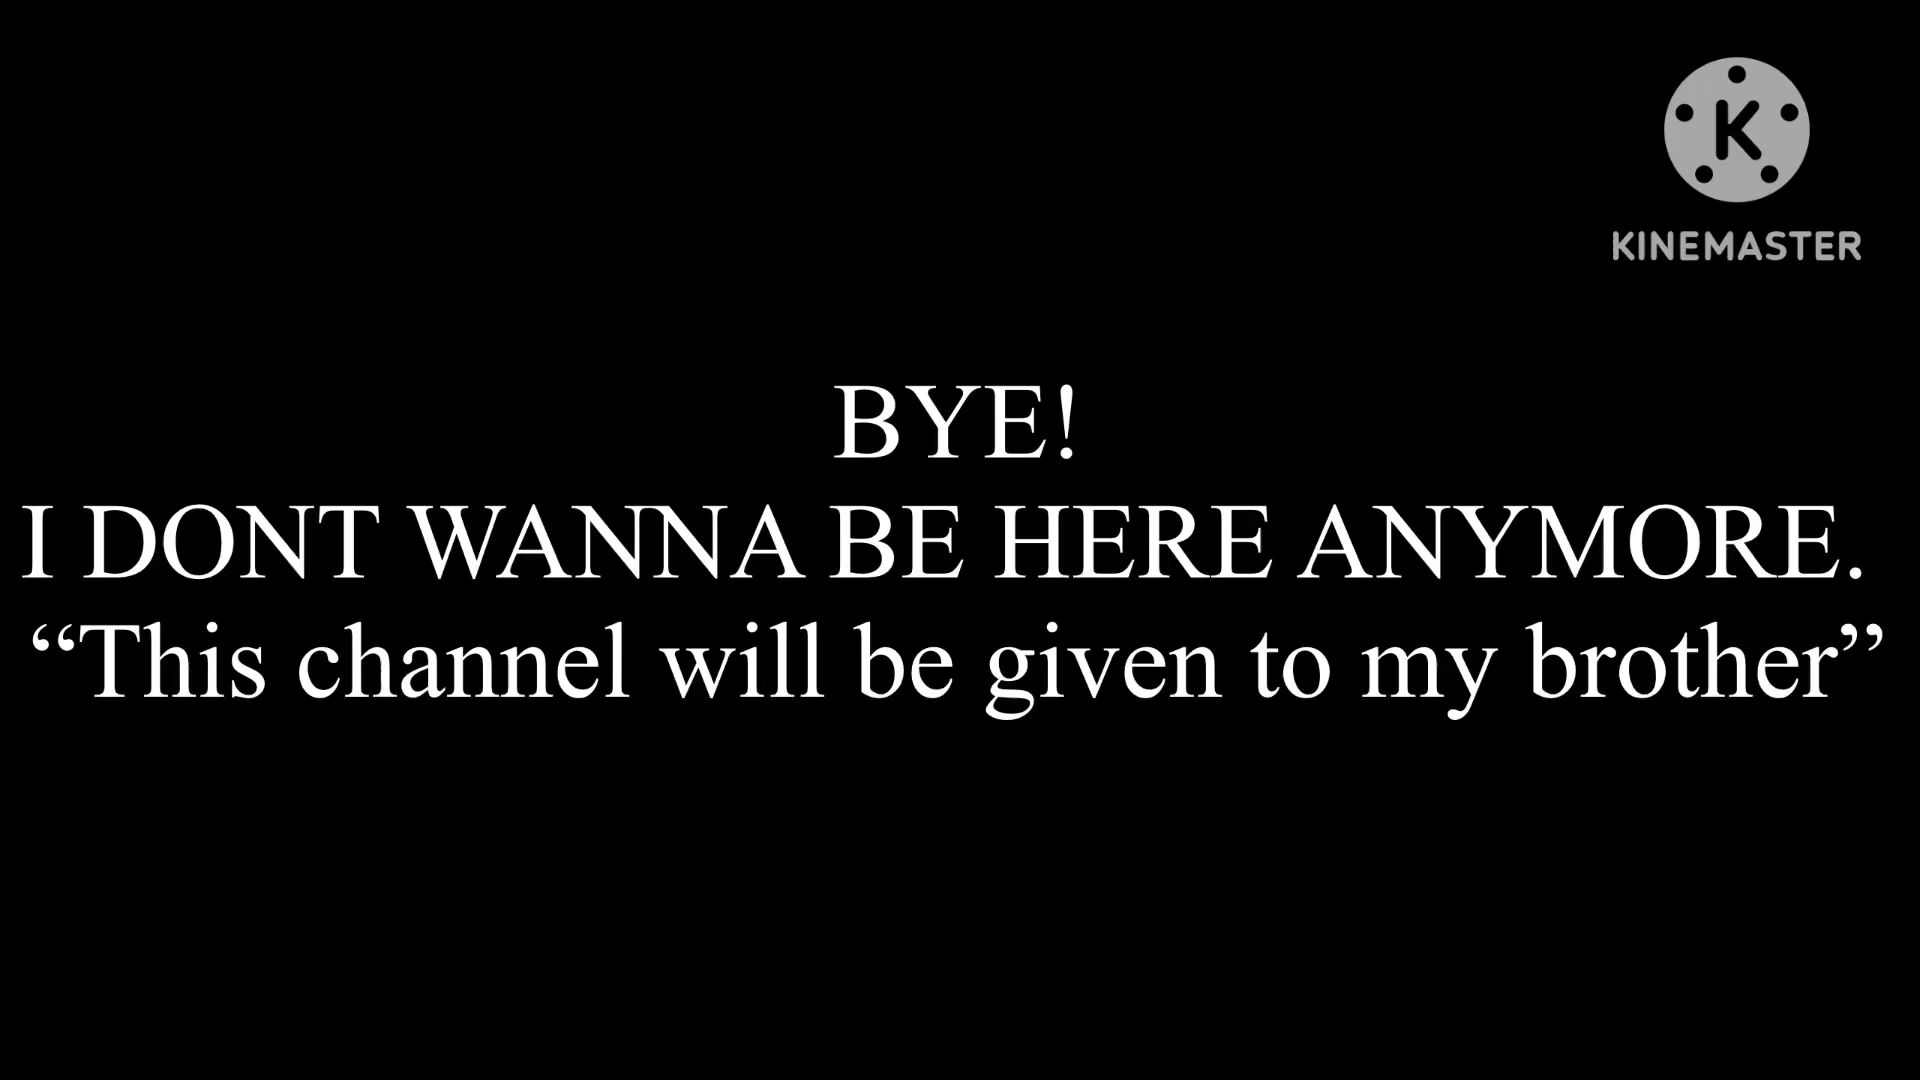 K
KINEMASTER
BYE!
I DONT WANNA BE HERE ANYMORE.
“This channel will be given to my brother”